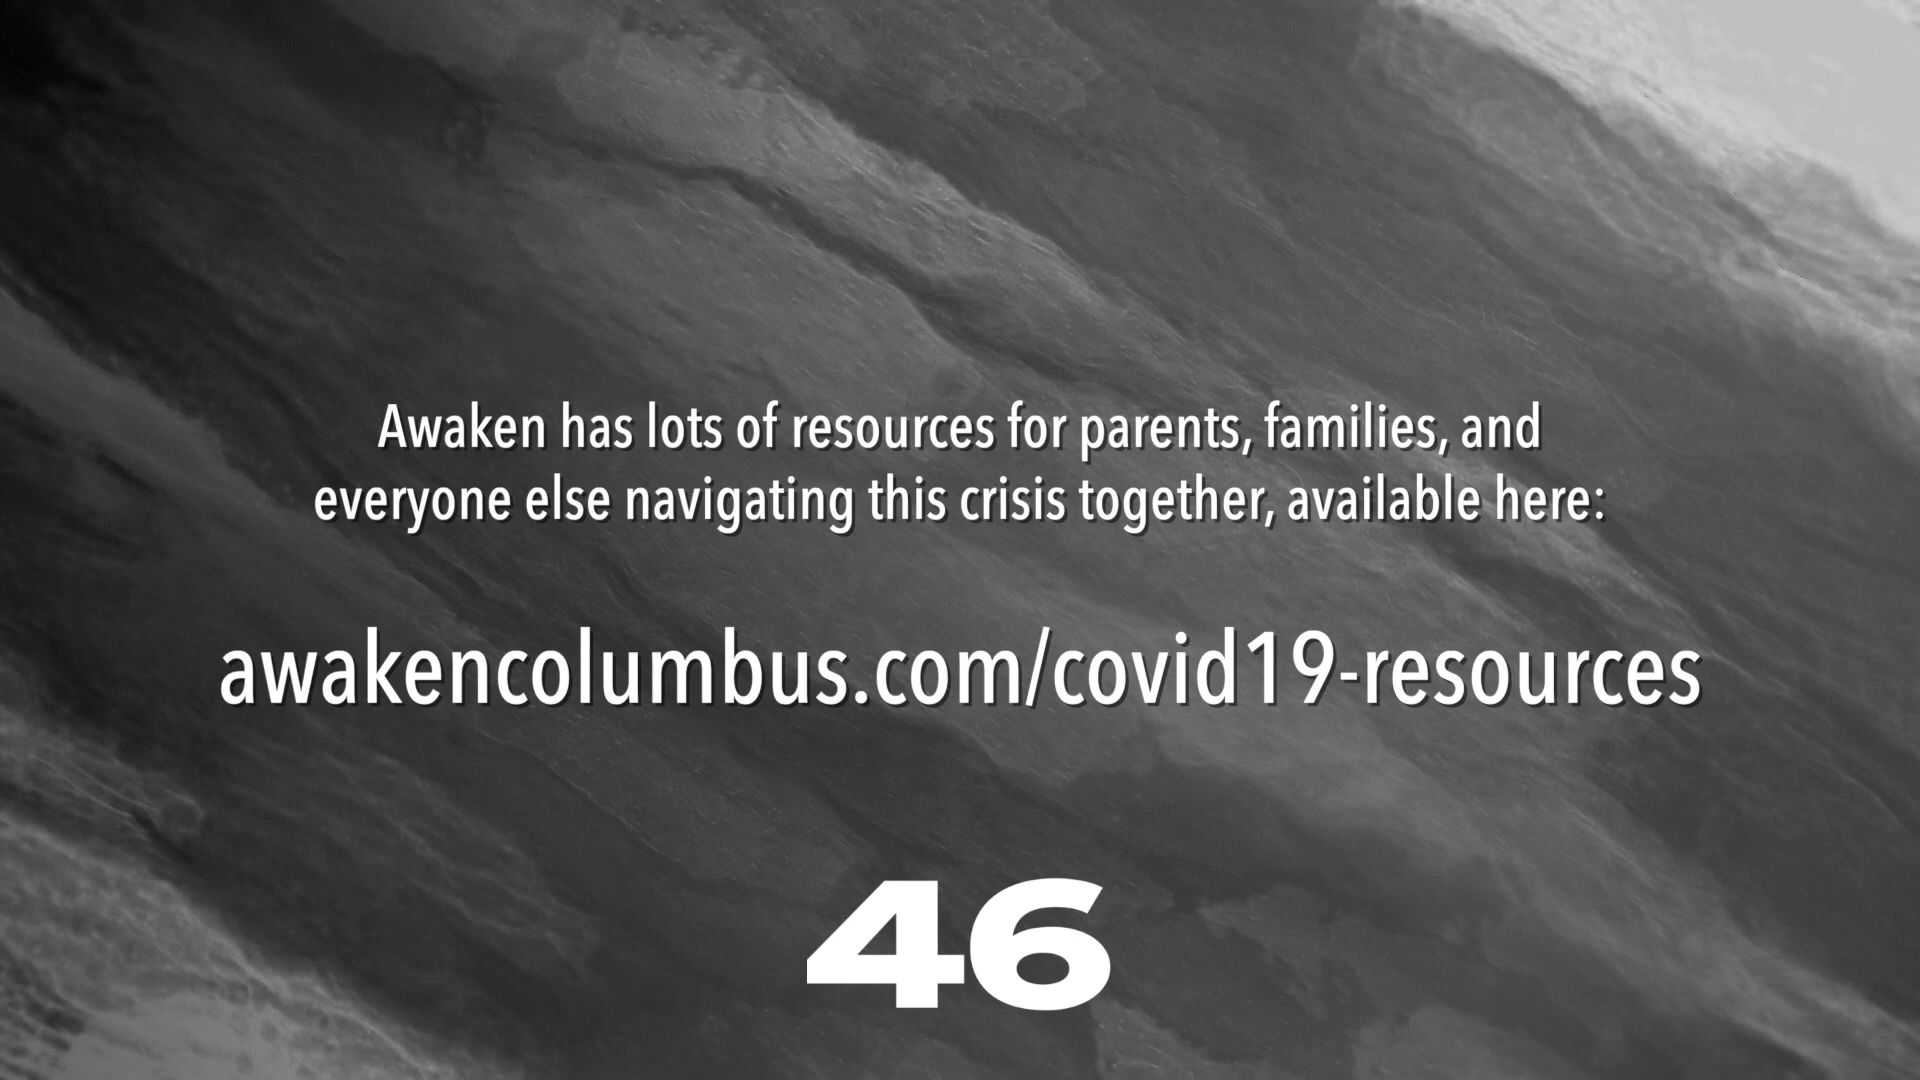 Awaken has lots of resources for parents, families, and
everyone else navigating this crisis together, available here:
awakencolumbus.com/covid19-resources
46